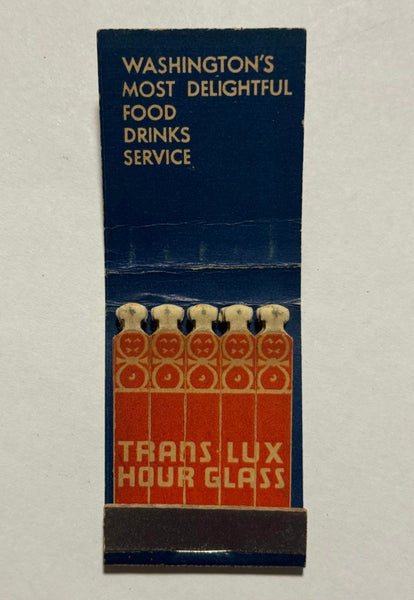 WASHINGTON'S
MOST DELIGHTFUL
FOOD
DRINKS
SERVICE
TRANS LUX
HOUR GLASS